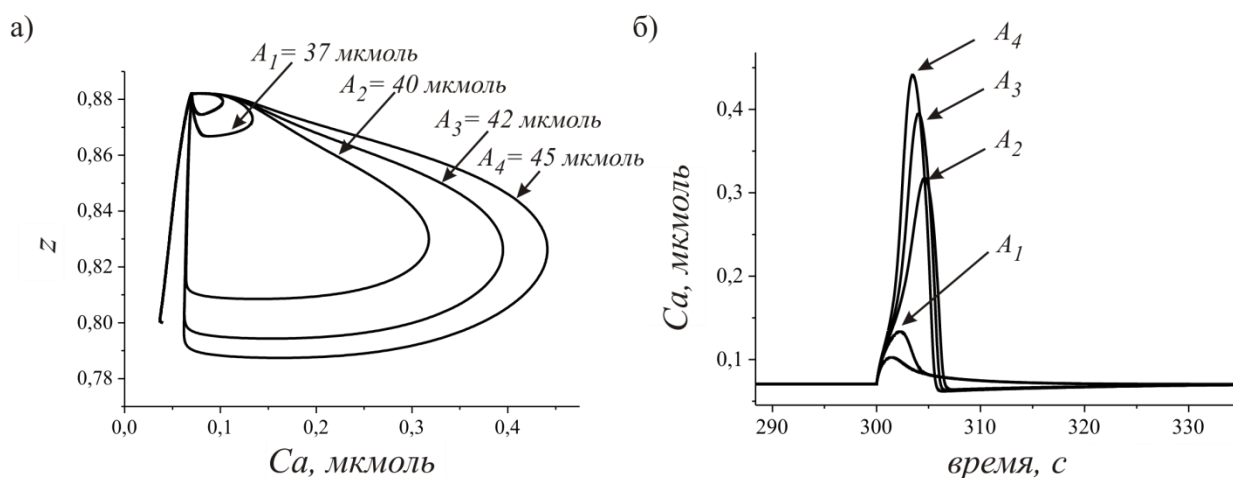 а)
A1= 37 мкмоль
A2= 40 мкмоль
A3= 42 мкмоль
A4= 45 мкмоль
0,88
0,86
0,84
0,82
0,80
0,78
z
0,0 0,1 0,2 0,3 0,4
Ca, мкмоль
б)
A4
A3
A2
A1
0,4
0,3
0,2
0,1
Ca, мкмоль
290 300 310 320 330
время, с